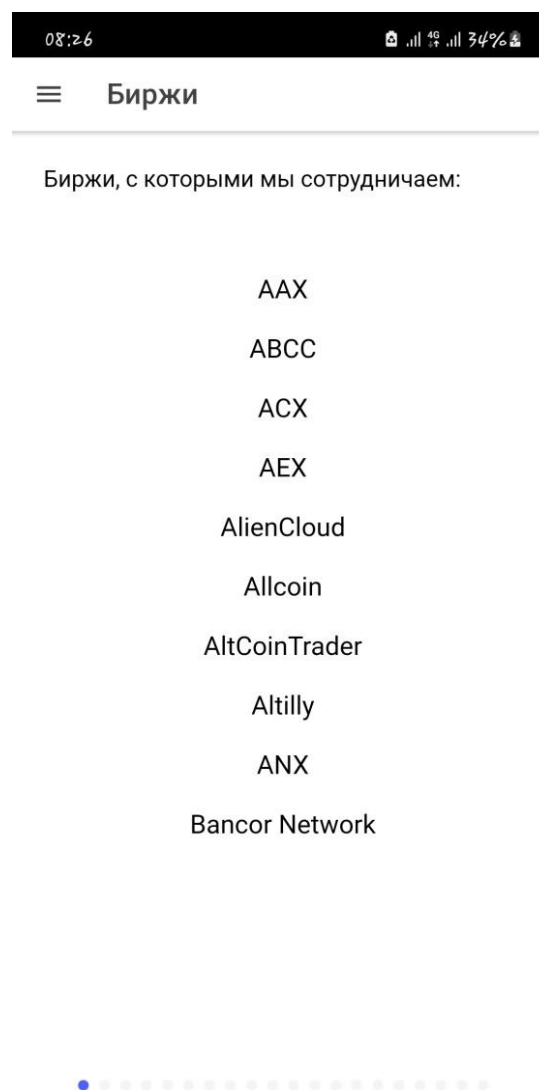 08:26 4G 34%
Биржи
Биржи, с которыми мы сотрудничаем:
AAX
ABCC
ACX
AEX
AlienCloud
Allcoin
AltCoinTrader
Altilly
ANX
Bancor Network